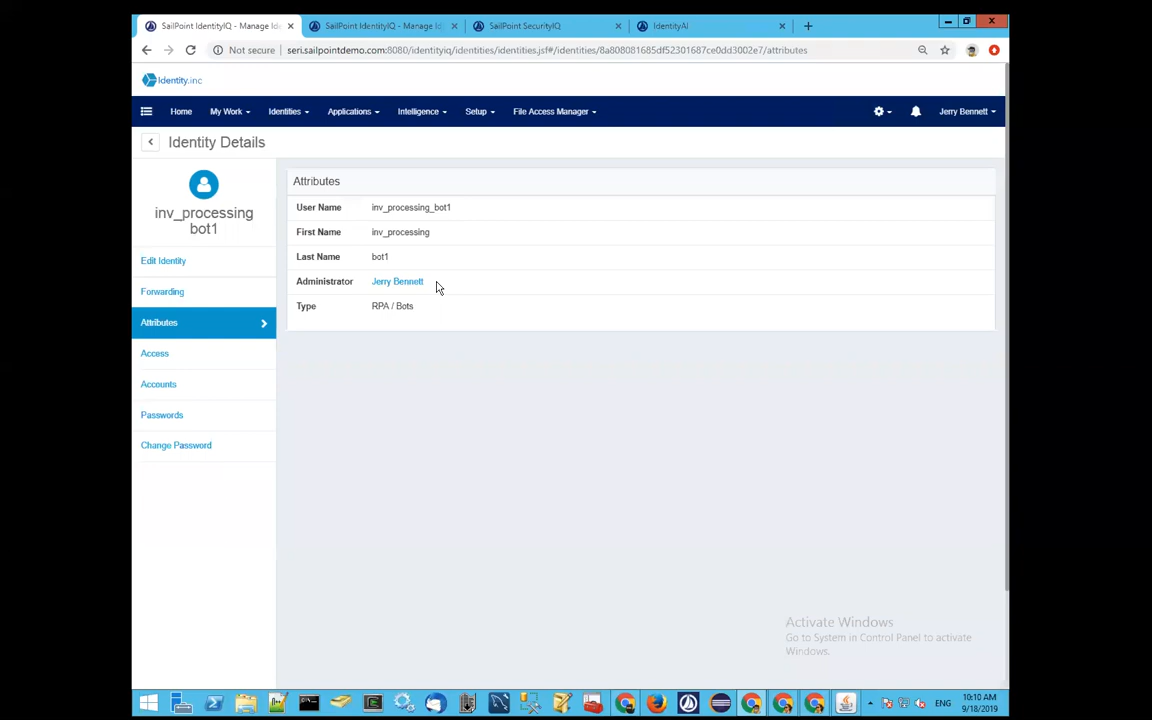 SailPoint IdentityIQ - Manage Ide
SailPoint IdentityIQ - Manage Id
SailPoint SecurityIQ
IdentityAI
Not secure
seri.sailpointdemo.com:8080/identityiq/identities/identities.jsf#/identities/8a808081685df52301687ce0dd3002e7/attributes
Identity.inc
Home
My Work
Identities
Applications
Intelligence
Setup
File Access Manager
Jerry Bennett
Identity Details
inv_processing
bot1
Edit Identity
Forwarding
Attributes
Access
Accounts
Passwords
Change Password
Attributes
User Name inv_processing_bot1
First Name inv_processing
Last Name bot1
Administrator Jerry Bennett
Type RPA / Bots
Activate Windows
Go to System in Control Panel to activate
Windows.
ENG
10:10 AM
9/18/2019